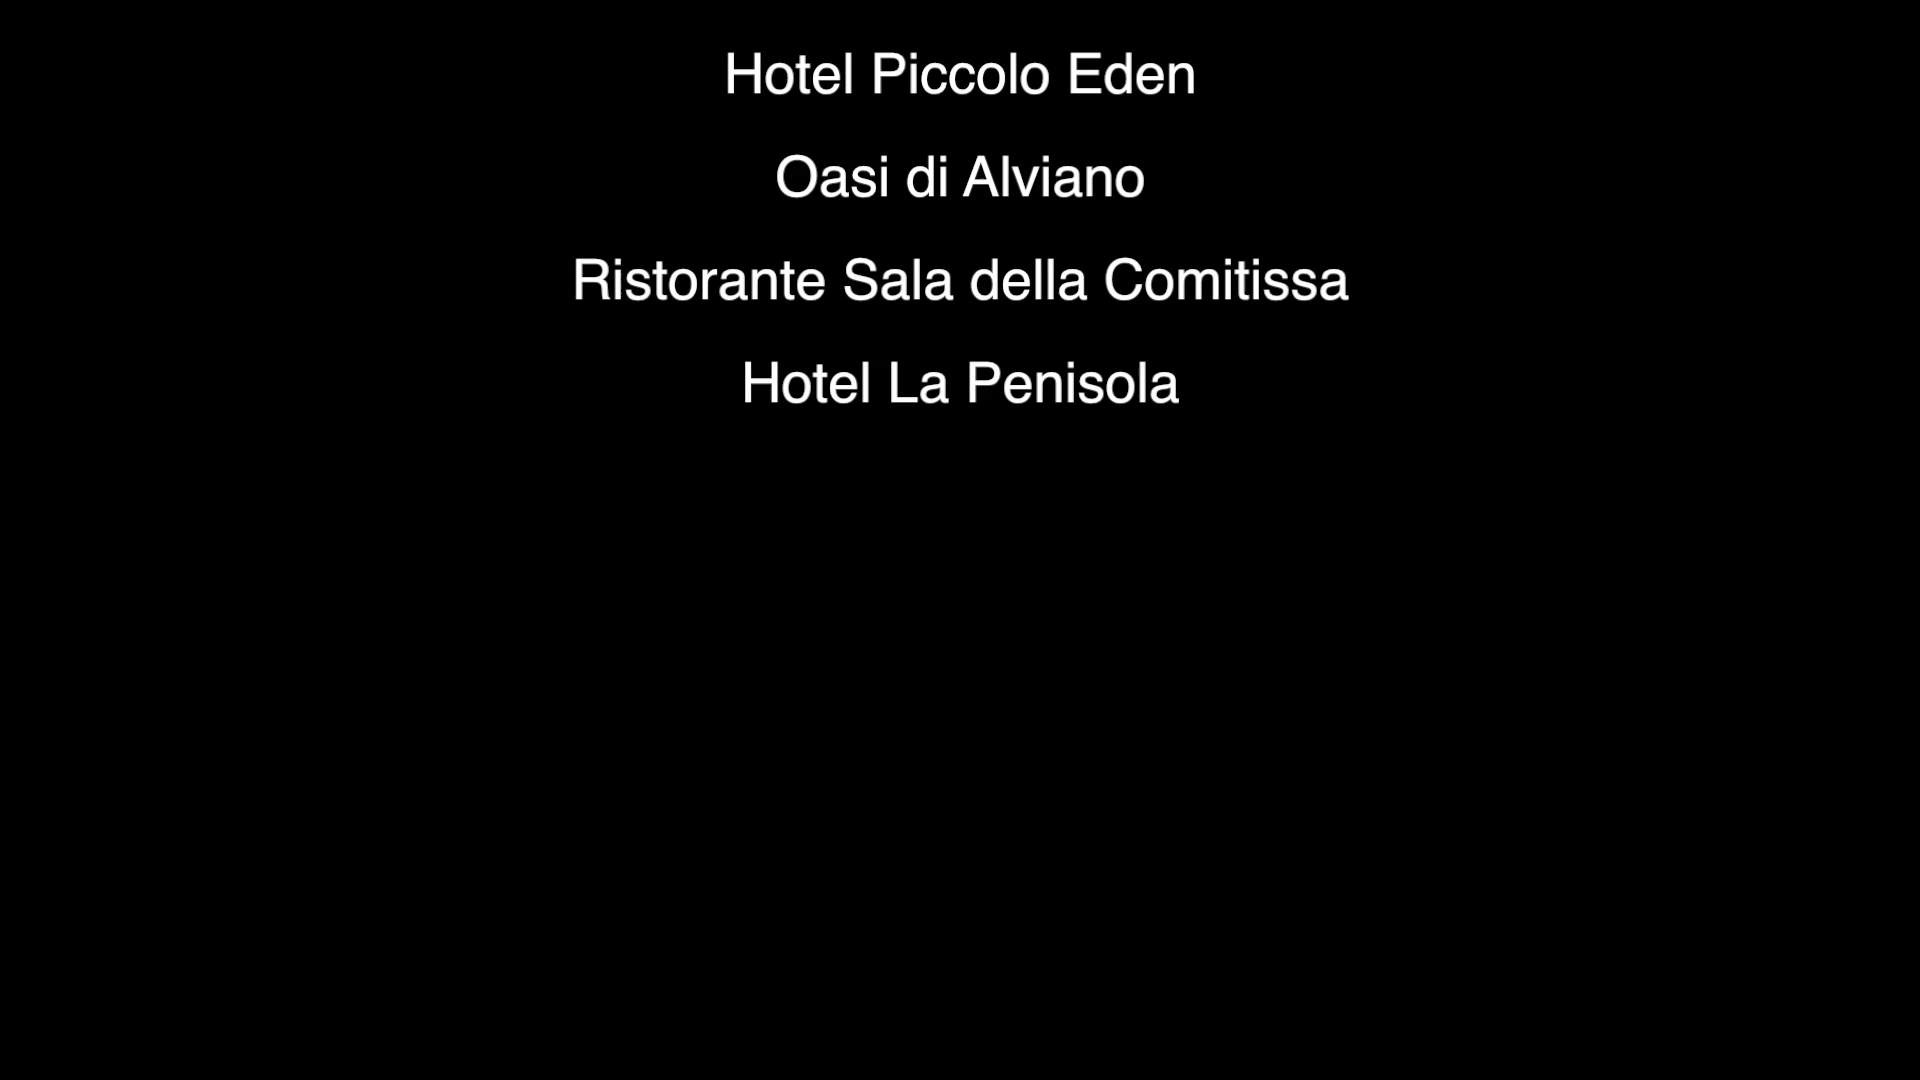 Hotel Piccolo Eden
Oasi di Alviano
Ristorante Sala della Comitissa
Hotel La Penisola